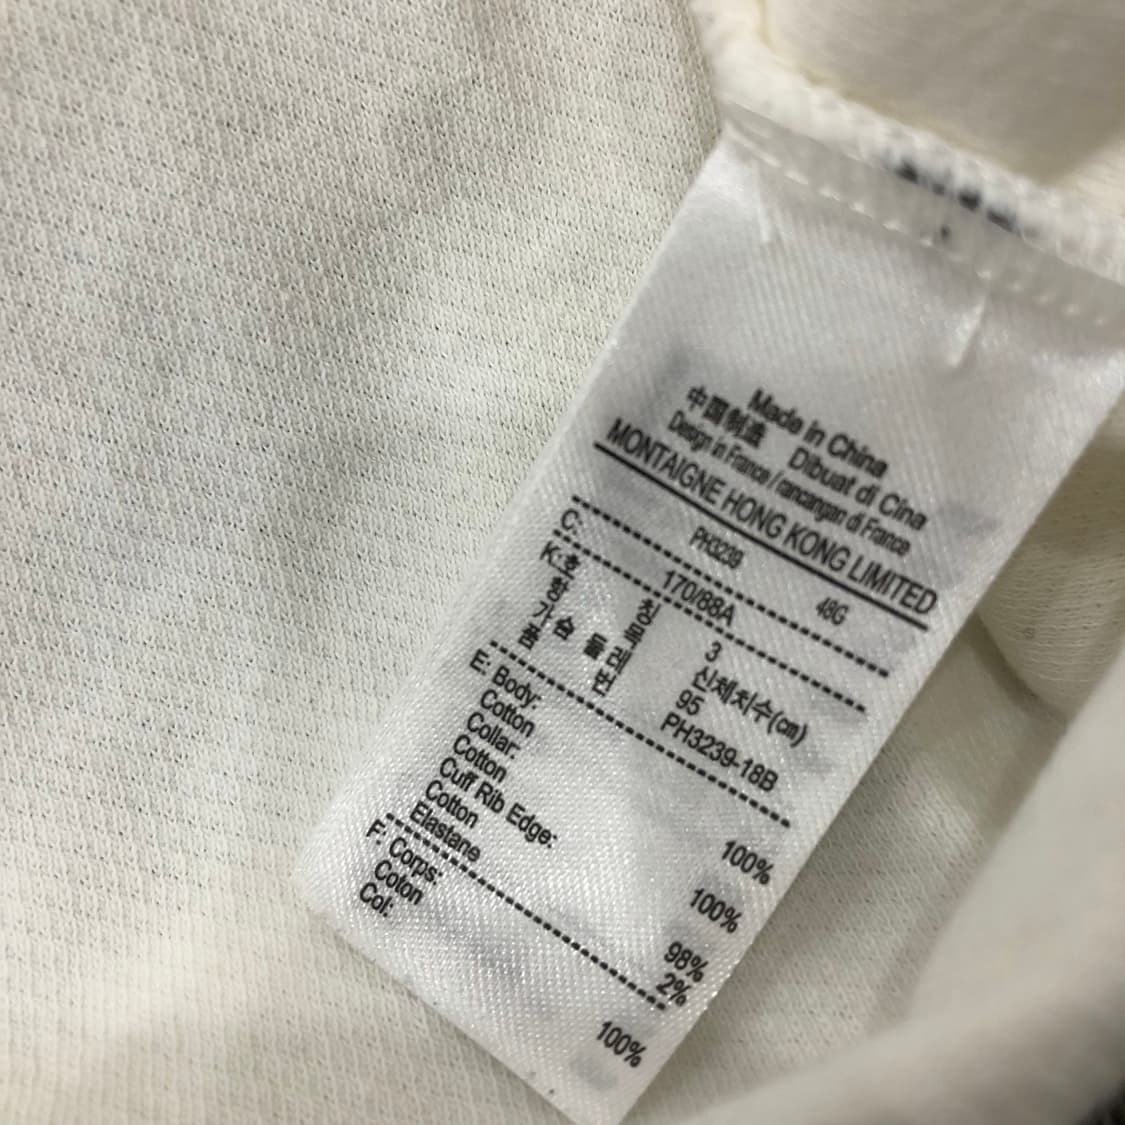 Made in China
中国制造 Dibuat di Cina
Design in France / rancangan di France
MONTAIGNE HONG KONG LIMITED
PH3239 48G
C: 170/88A
K: 호칭 3
항목 신체치수(cm)
가슴둘레 95
품번 PH3239-18B
E: Body:
Cotton 100%
Collar:
Cotton 100%
Cuff Rib Edge:
Cotton 98%
Elastane 2%
F: Corps:
Coton 100%
Col: